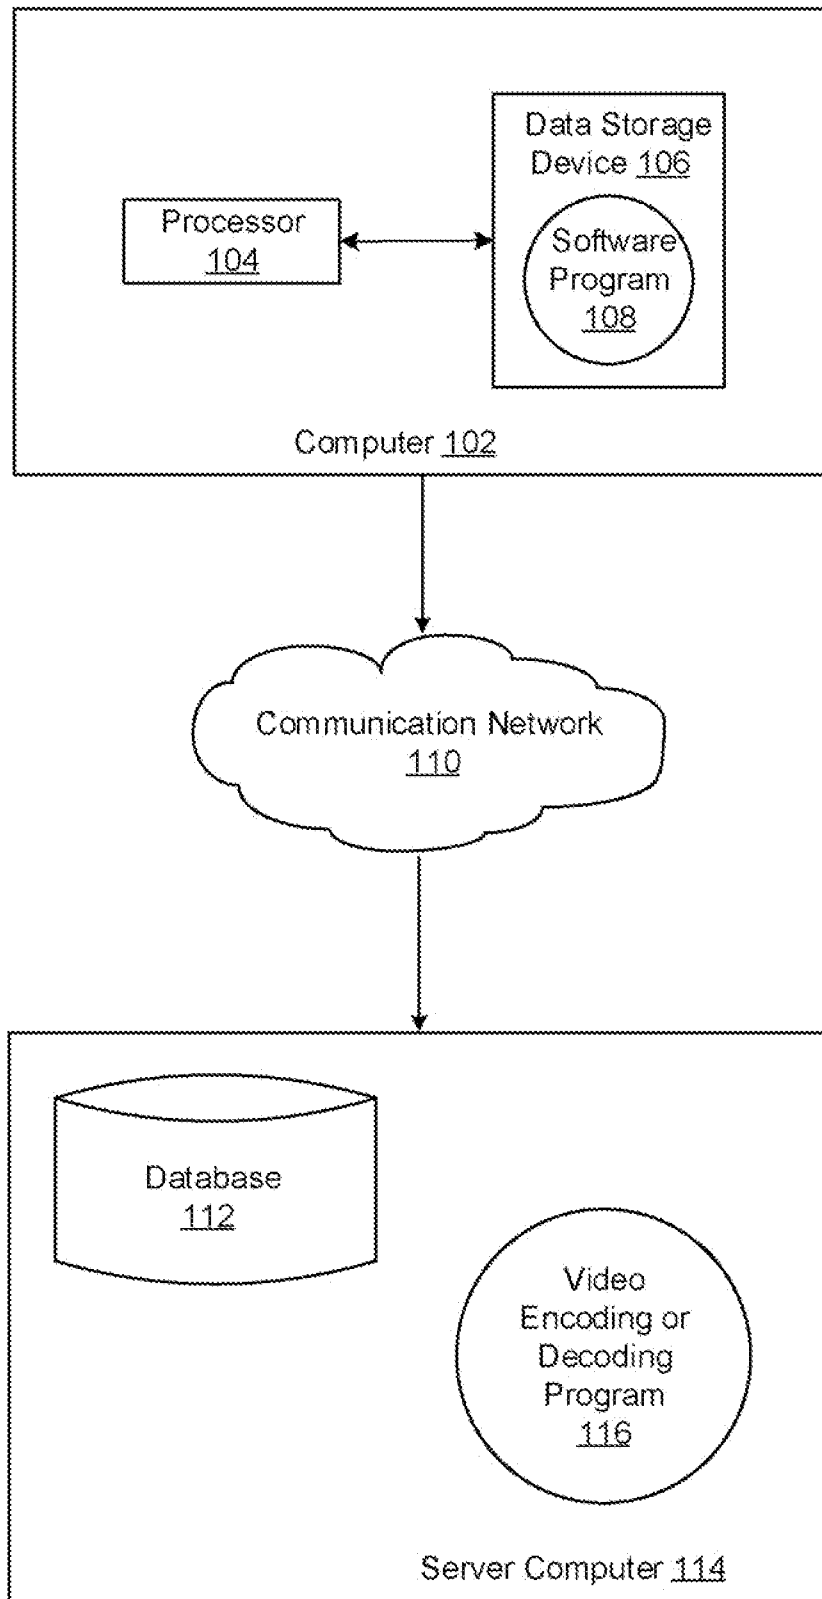 Data Storage
Device 106
Processor
104
Software
Program
108
Computer 102
Communication Network
110
Database
112
Video
Encoding or
Decoding
Program
116
Server Computer 114